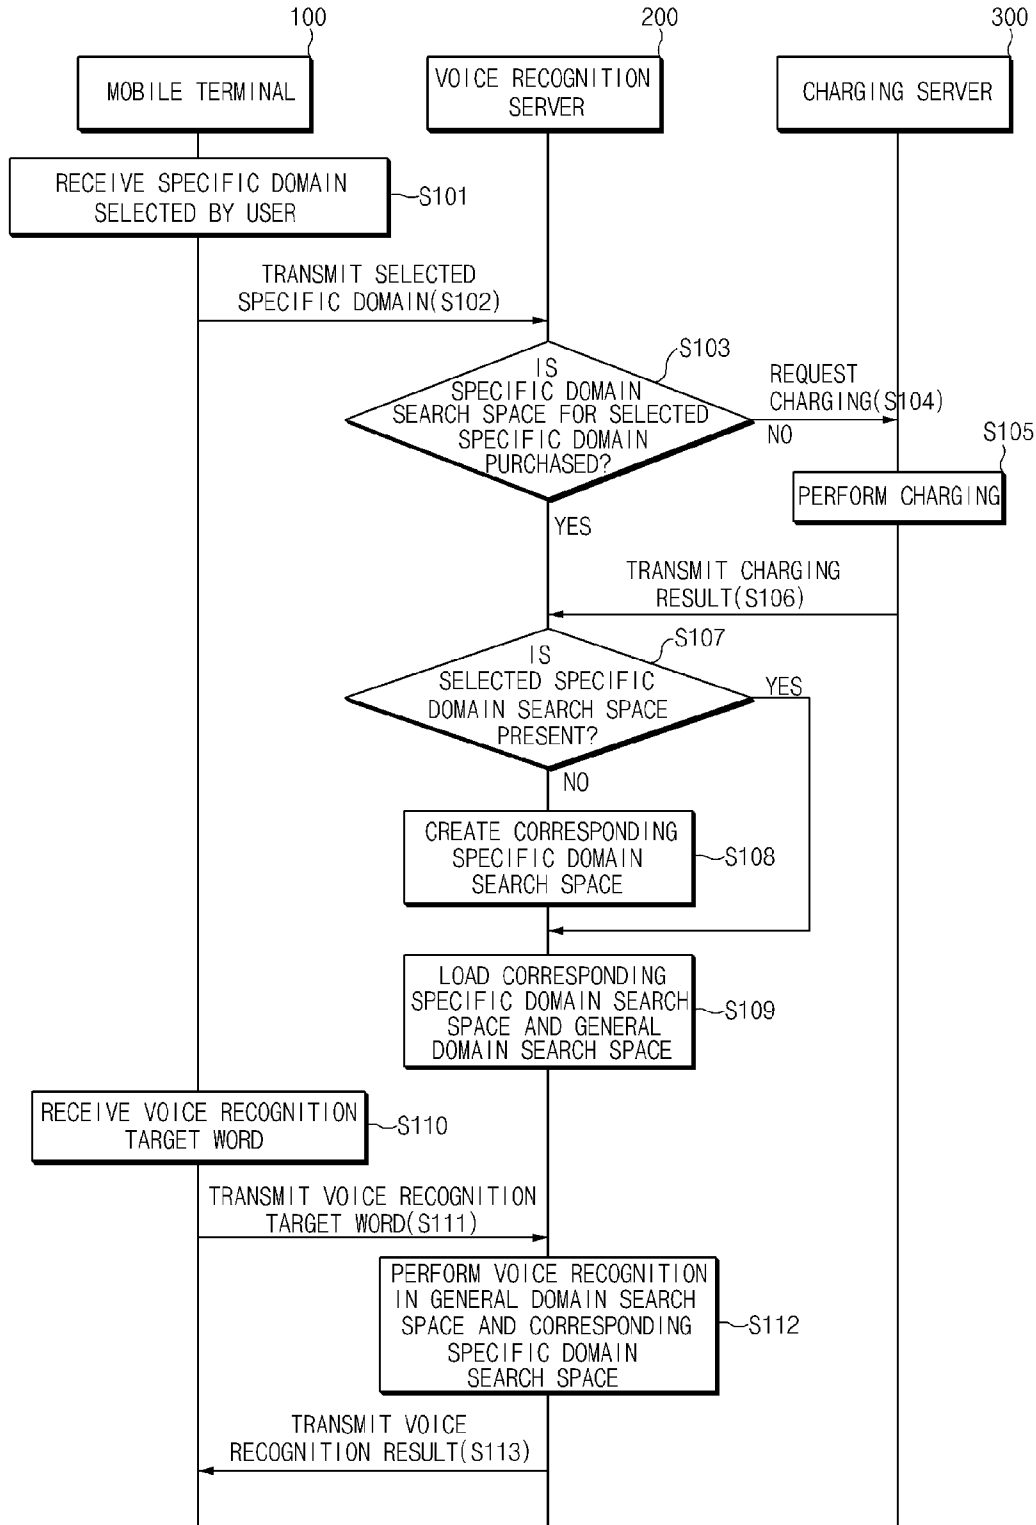 100
200
300
MOBILE TERMINAL
VOICE RECOGNITION
SERVER
CHARGING SERVER
RECEIVE SPECIFIC DOMAIN
SELECTED BY USER
S101
TRANSMIT SELECTED
SPECIFIC DOMAIN(S102)
S103
IS
SPECIFIC DOMAIN
SEARCH SPACE FOR SELECTED
SPECIFIC DOMAIN
PURCHASED?
REQUEST
CHARGING(S104)
NO
S105
PERFORM CHARGING
YES
TRANSMIT CHARGING
RESULT(S106)
S107
IS
SELECTED SPECIFIC
DOMAIN SEARCH SPACE
PRESENT?
YES
NO
CREATE CORRESPONDING
SPECIFIC DOMAIN
SEARCH SPACE
S108
LOAD CORRESPONDING
SPECIFIC DOMAIN SEARCH
SPACE AND GENERAL
DOMAIN SEARCH SPACE
S109
RECEIVE VOICE RECOGNITION
TARGET WORD
S110
TRANSMIT VOICE RECOGNITION
TARGET WORD(S111)
PERFORM VOICE RECOGNITION
IN GENERAL DOMAIN SEARCH
SPACE AND CORRESPONDING
SPECIFIC DOMAIN
SEARCH SPACE
S112
TRANSMIT VOICE
RECOGNITION RESULT(S113)